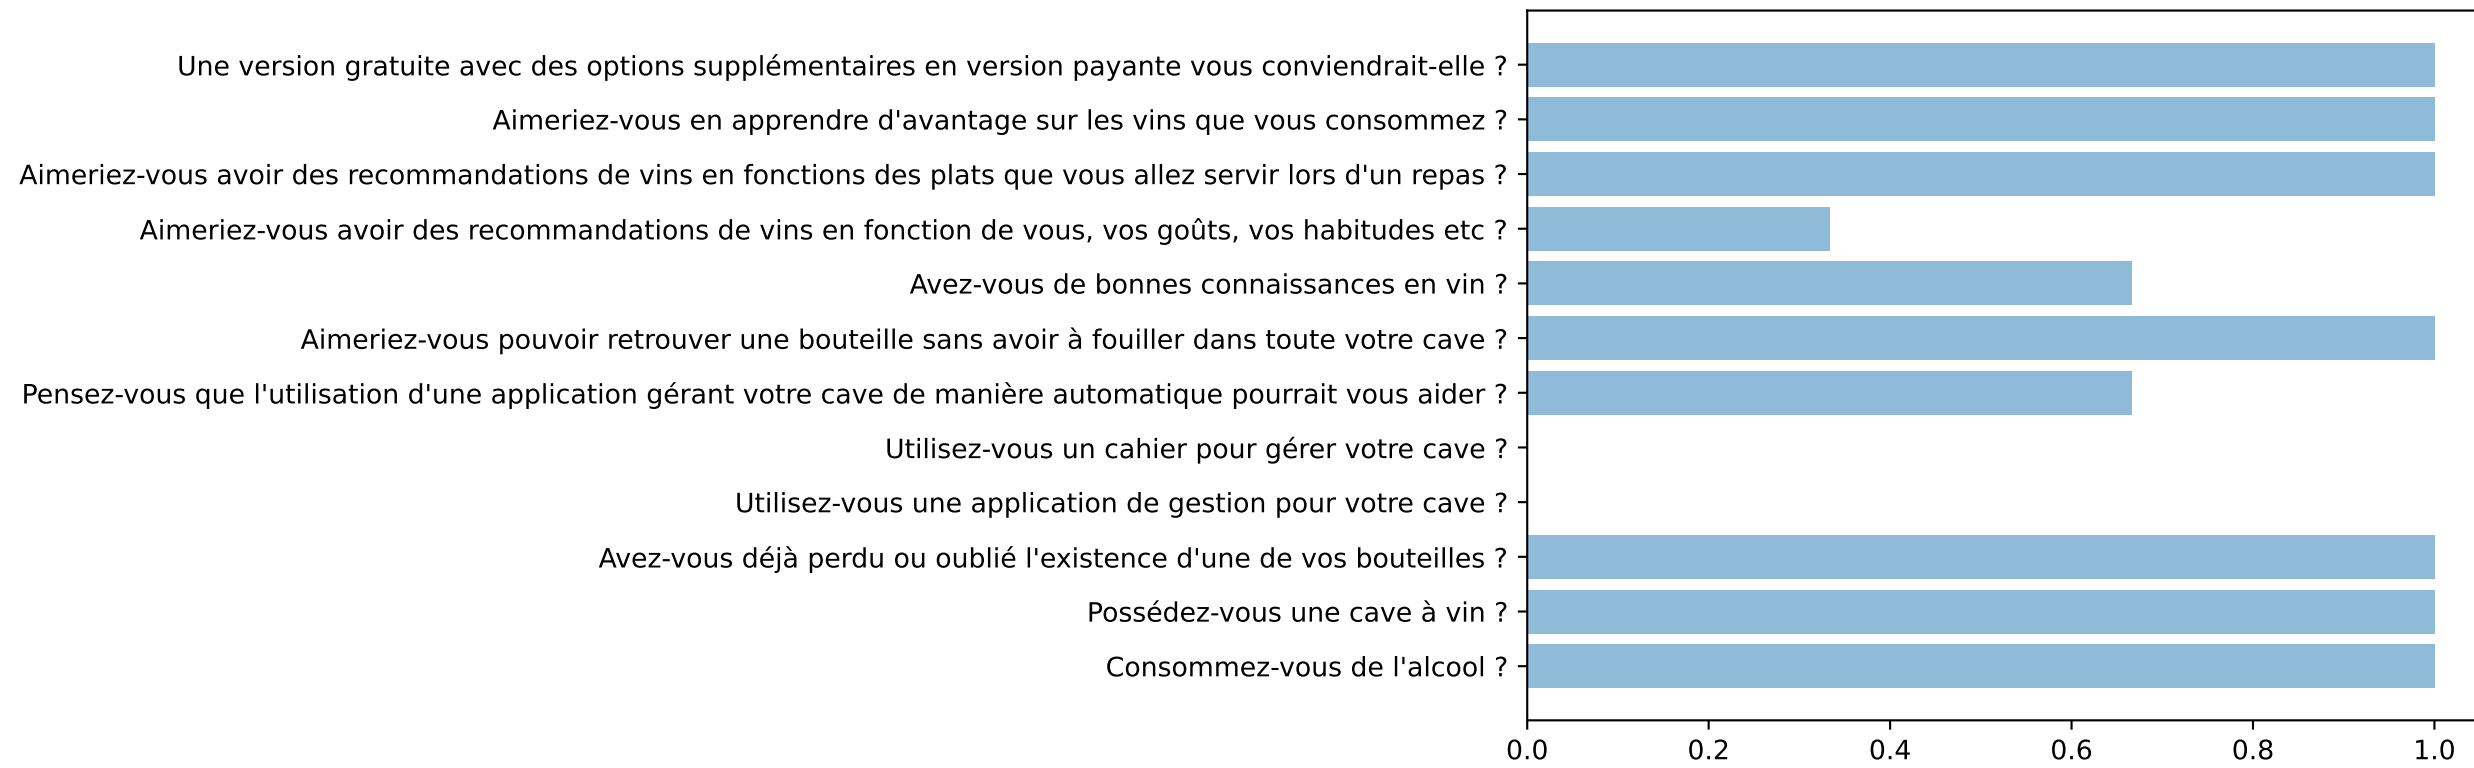 Une version gratuite avec des options supplémentaires en version payante vous conviendrait-elle ?
Aimeriez-vous en apprendre d'avantage sur les vins que vous consommez ?
Aimeriez-vous avoir des recommandations de vins en fonctions des plats que vous allez servir lors d'un repas ?
Aimeriez-vous avoir des recommandations de vins en fonction de vous, vos goûts, vos habitudes etc ?
Avez-vous de bonnes connaissances en vin ?
Aimeriez-vous pouvoir retrouver une bouteille sans avoir à fouiller dans toute votre cave ?
Pensez-vous que l'utilisation d'une application gérant votre cave de manière automatique pourrait vous aider ?
Utilisez-vous un cahier pour gérer votre cave ?
Utilisez-vous une application de gestion pour votre cave ?
Avez-vous déjà perdu ou oublié l'existence d'une de vos bouteilles ?
Possédez-vous une cave à vin ?
Consommez-vous de l'alcool ?
0.0 0.2 0.4 0.6 0.8 1.0